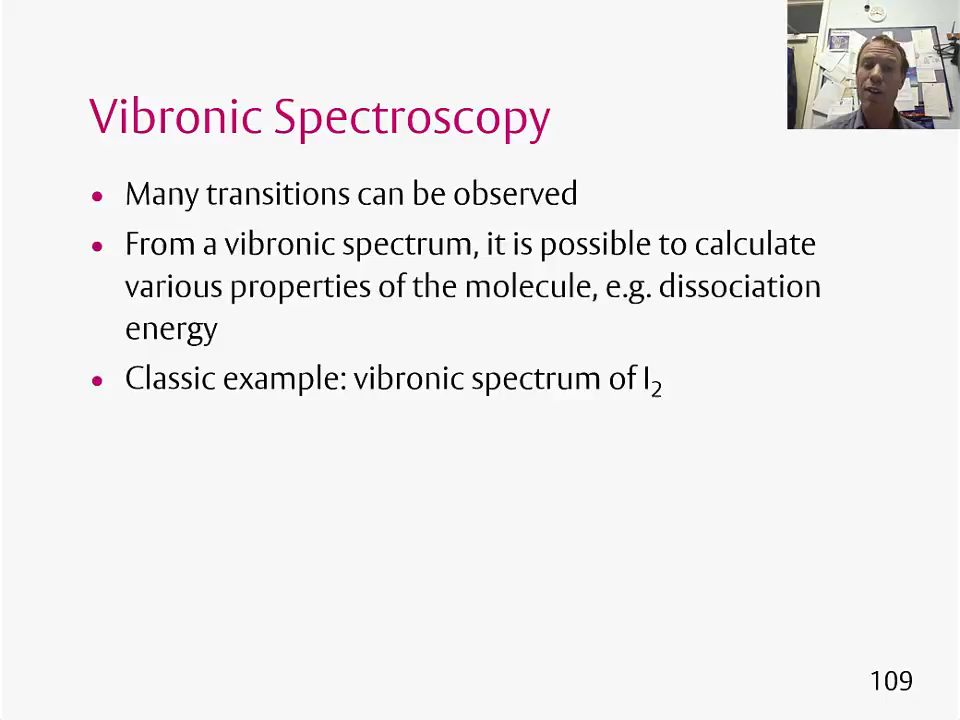 Vibronic Spectroscopy
• Many transitions can be observed
• From a vibronic spectrum, it is possible to calculate
various properties of the molecule, e.g. dissociation
energy
• Classic example: vibronic spectrum of I₂
109